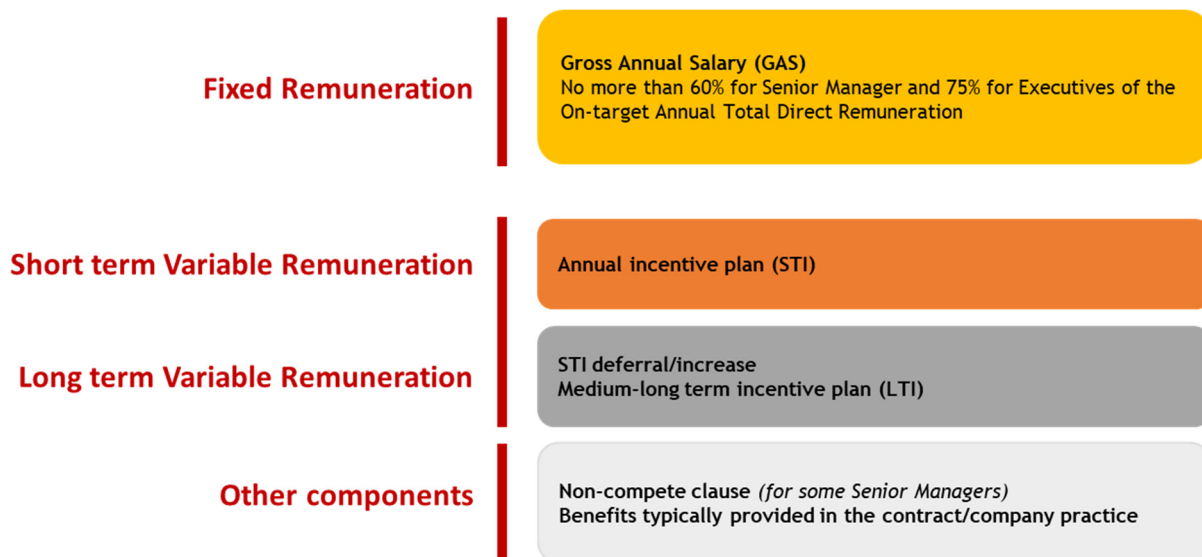 Fixed Remuneration
Gross Annual Salary (GAS)
No more than 60% for Senior Manager and 75% for Executives of the
On-target Annual Total Direct Remuneration
Short term Variable Remuneration
Annual incentive plan (STI)
Long term Variable Remuneration
STI deferral/increase
Medium-long term incentive plan (LTI)
Other components
Non-compete clause (for some Senior Managers)
Benefits typically provided in the contract/company practice